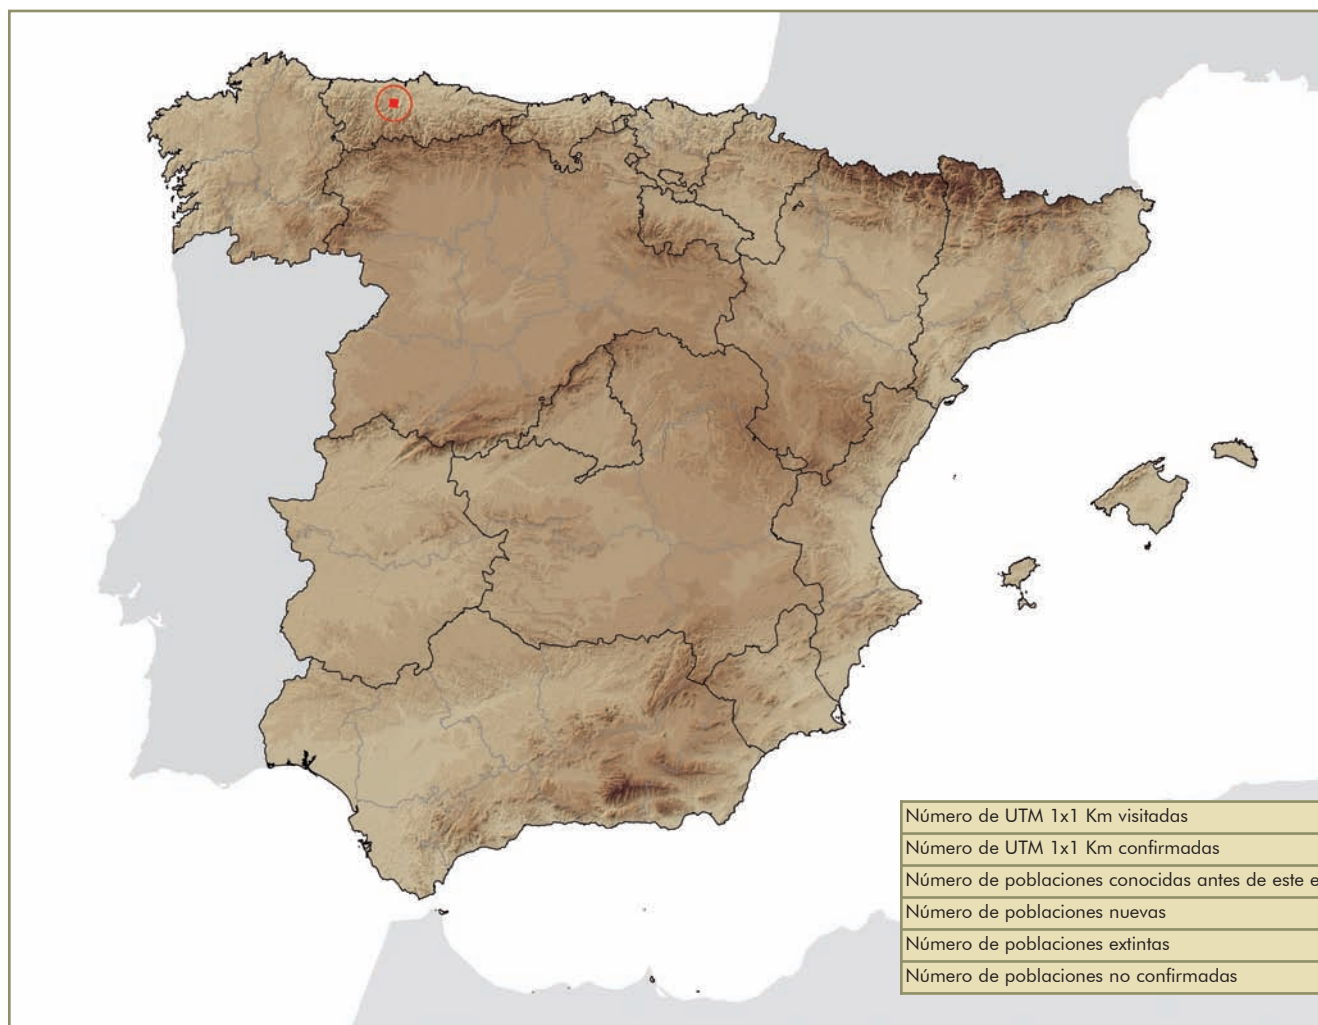 Número de UTM 1x1 Km visitadas
Número de UTM 1x1 Km confirmadas
Número de poblaciones conocidas antes de este e
Número de poblaciones nuevas
Número de poblaciones extintas
Número de poblaciones no confirmadas